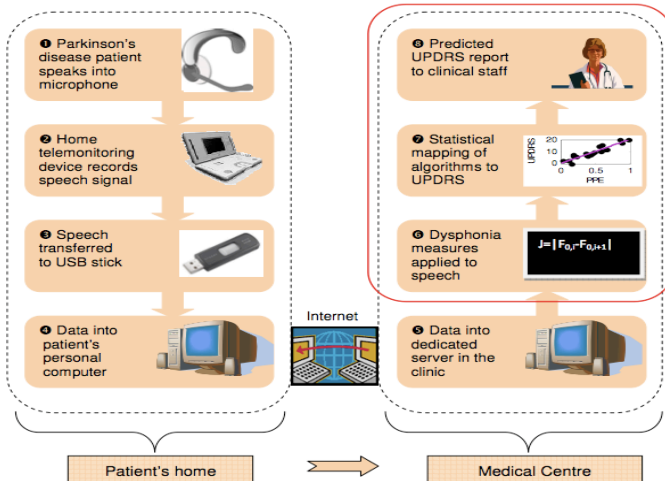 ❶ Parkinson's
disease patient
speaks into
microphone
❷ Home
telemonitoring
device records
speech signal
❸ Speech
transferred
to USB stick
❹ Data into
patient's
personal
computer
Patient's home
Internet
❽ Predicted
UPDRS report
to clinical staff
❼ Statistical
mapping of
algorithms to
UPDRS
UPDRS
20
10
0
0
0.5
1
PPE
❻ Dysphonia
measures
applied to
speech
J=|F0,i-F0,i+1|
❺ Data into
dedicated
server in the
clinic
Medical Centre